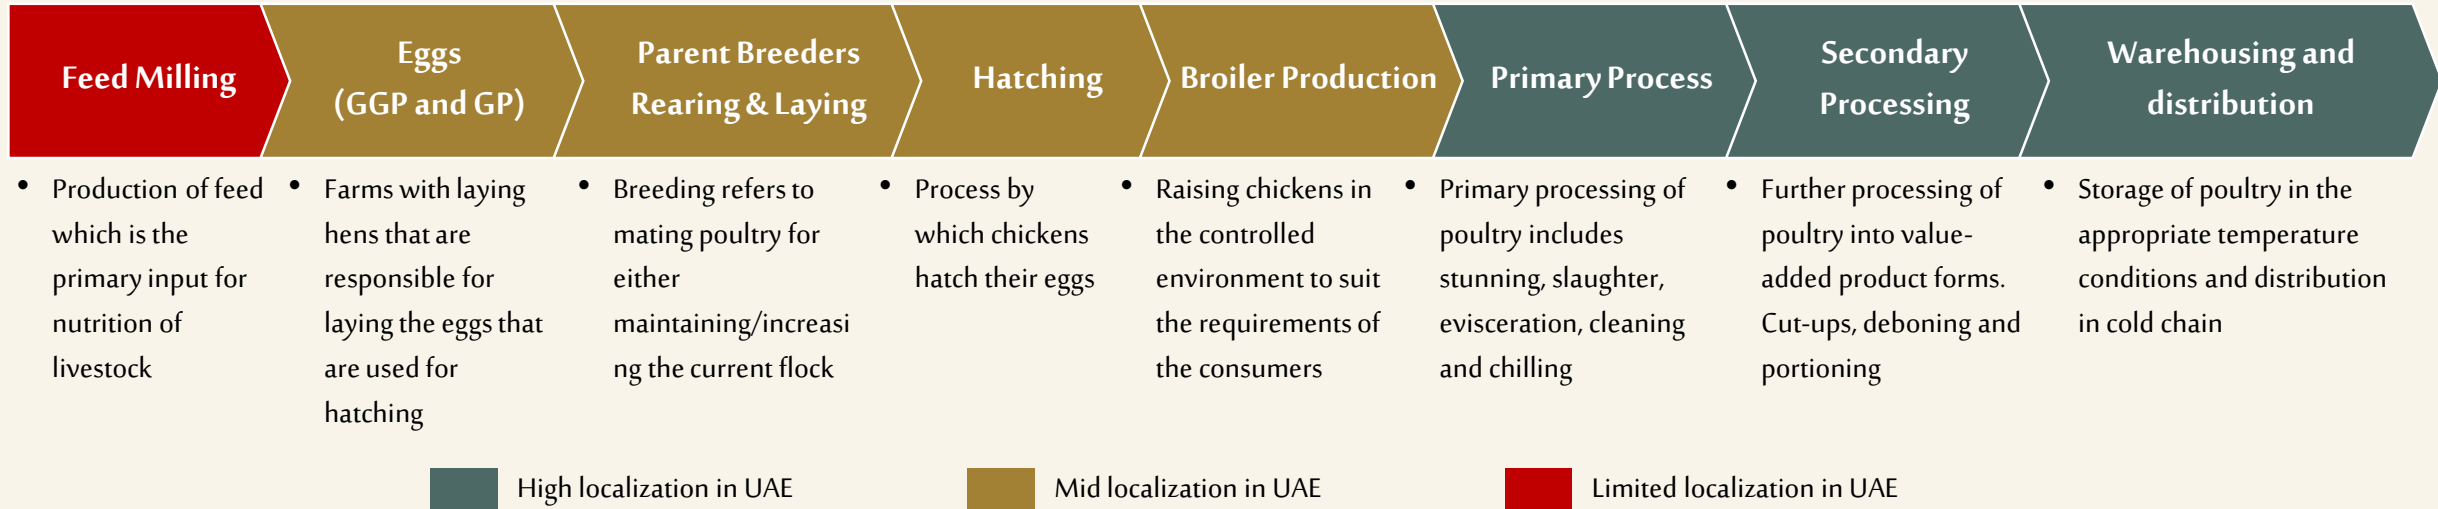 Feed Milling
Eggs
(GGP and GP)
Parent Breeders
Rearing & Laying
Hatching
Broiler Production
Primary Process
Secondary
Processing
Warehousing and
distribution
• Production of feed
which is the
primary input for
nutrition of
livestock
• Farms with laying
hens that are
responsible for
laying the eggs that
are used for
hatching
• Breeding refers to
mating poultry for
either
maintaining/increasi
ng the current flock
• Process by
which chickens
hatch their eggs
• Raising chickens in
the controlled
environment to suit
the requirements of
the consumers
• Primary processing of
poultry includes
stunning, slaughter,
evisceration, cleaning
and chilling
• Further processing of
poultry into value-
added product forms.
Cut-ups, deboning and
portioning
• Storage of poultry in the
appropriate temperature
conditions and distribution
in cold chain
High localization in UAE
Mid localization in UAE
Limited localization in UAE